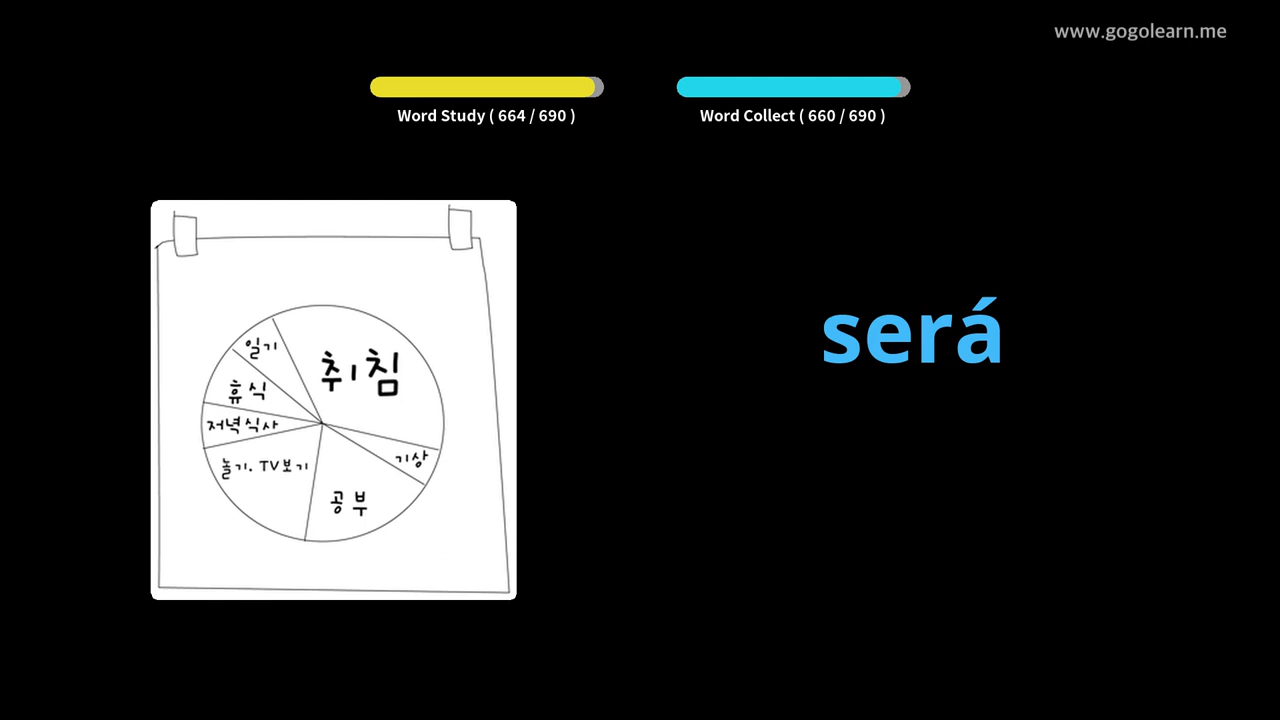 www.gogolearn.me
Word Study ( 664 / 690 )
Word Collect ( 660 / 690 )
será
일기
취침
휴식
저녁식사
놀기. TV보기
기상
공부